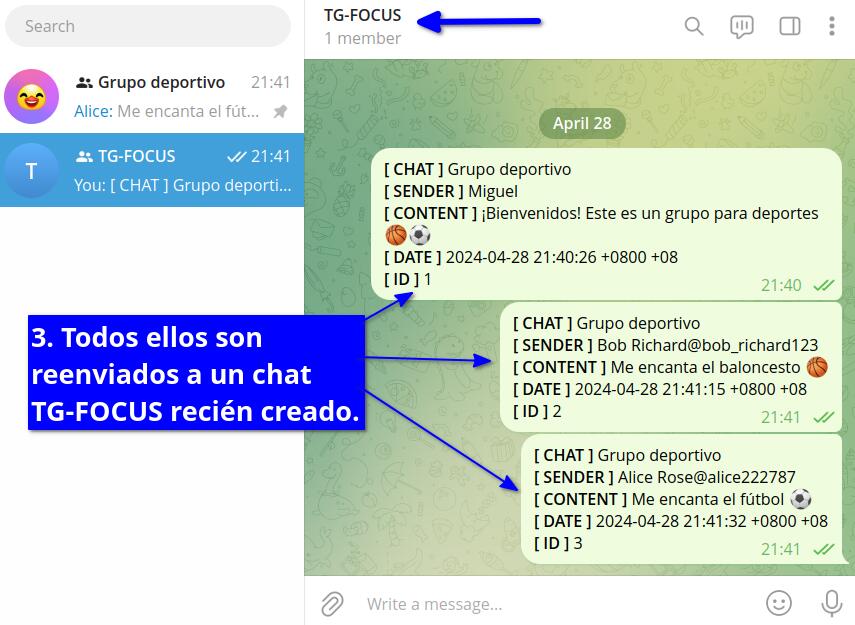 Search
Grupo deportivo 21:41
Alice: Me encanta el fút...
T
TG-FOCUS 21:41
You: [ CHAT ] Grupo deporti...
TG-FOCUS
1 member
April 28
[ CHAT ] Grupo deportivo
[ SENDER ] Miguel
[ CONTENT ] ¡Bienvenidos! Este es un grupo para deportes
🏀⚽
[ DATE ] 2024-04-28 21:40:26 +0800 +08
[ ID ] 1
21:40
[ CHAT ] Grupo deportivo
[ SENDER ] Bob Richard@bob_richard123
[ CONTENT ] Me encanta el baloncesto 🏀
[ DATE ] 2024-04-28 21:41:15 +0800 +08
[ ID ] 2
21:41
[ CHAT ] Grupo deportivo
[ SENDER ] Alice Rose@alice222787
[ CONTENT ] Me encanta el fútbol ⚽
[ DATE ] 2024-04-28 21:41:32 +0800 +08
[ ID ] 3
21:41
3. Todos ellos son
reenviados a un chat
TG-FOCUS recién creado.
Write a message...